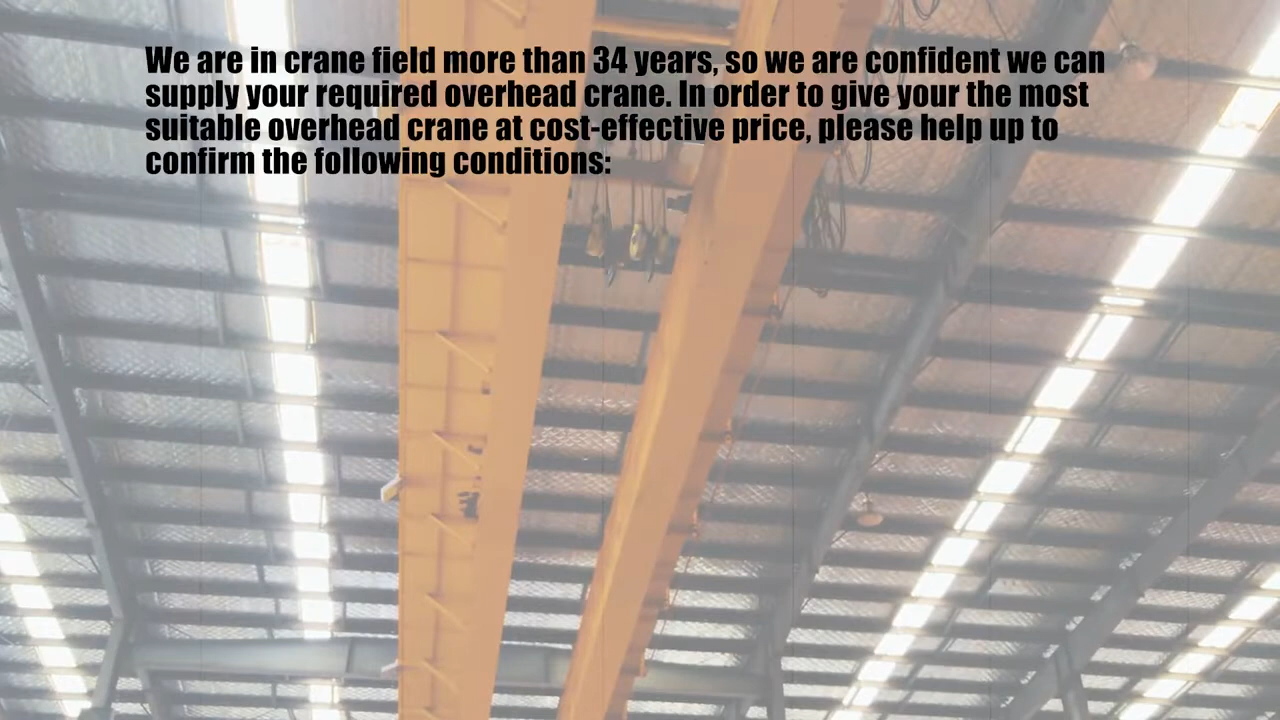 We are in crane field more than 34 years, so we are confident we can
supply your required overhead crane. In order to give your the most
suitable overhead crane at cost-effective price, please help up to
confirm the following conditions: